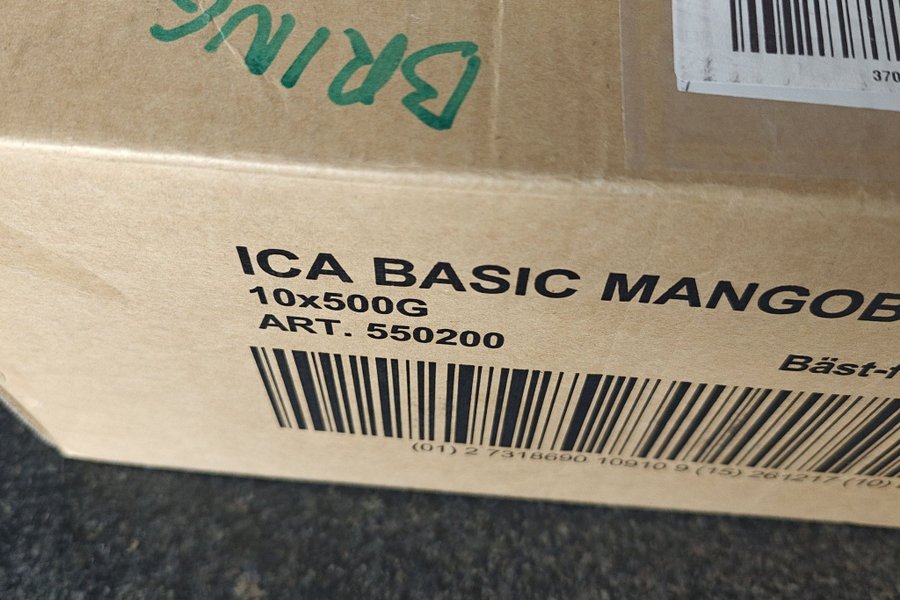 BRING
370
ICA BASIC MANGOB
10x500G
ART. 550200
Bäst-f
(01) 2 7318690 10910 9 (15) 261217 (10)